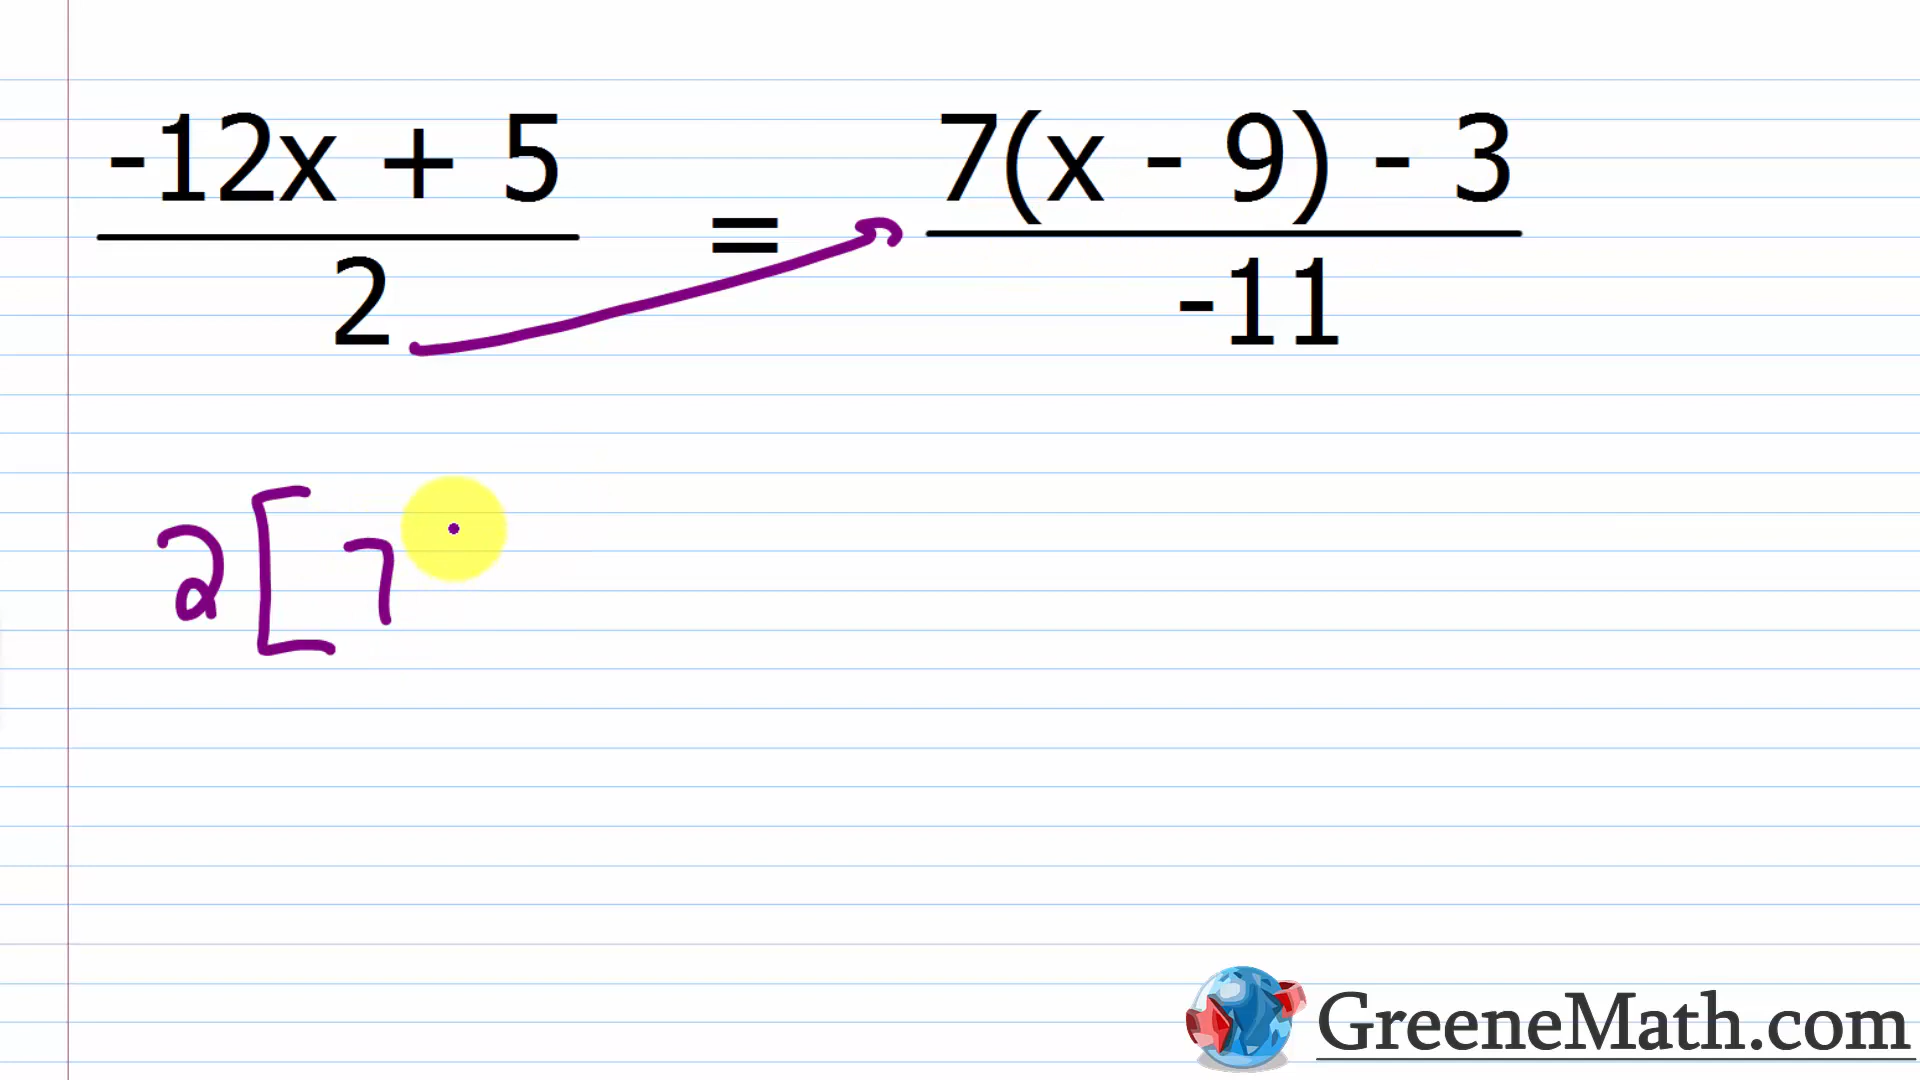 -12x + 5 = 7(x - 9) - 3
2 -11
2[7
GreeneMath.com